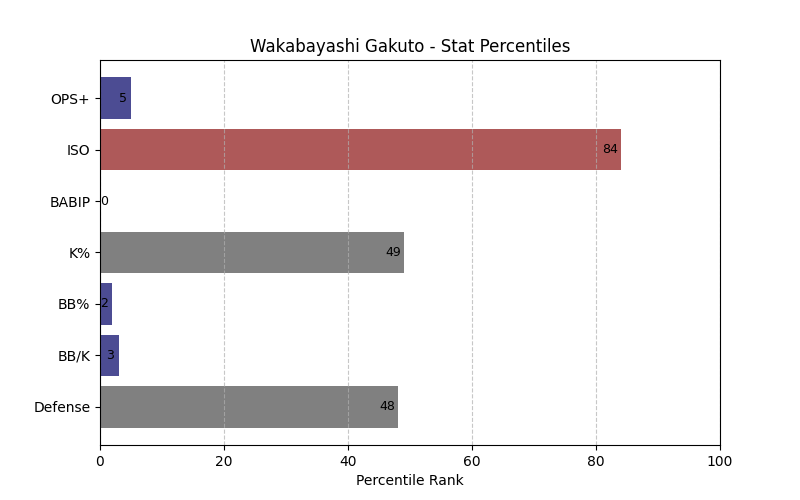 Wakabayashi Gakuto - Stat Percentiles
OPS+ 5
ISO 84
BABIP 0
K% 49
BB% 2
BB/K 3
Defense 48
0 20 40 60 80 100
Percentile Rank